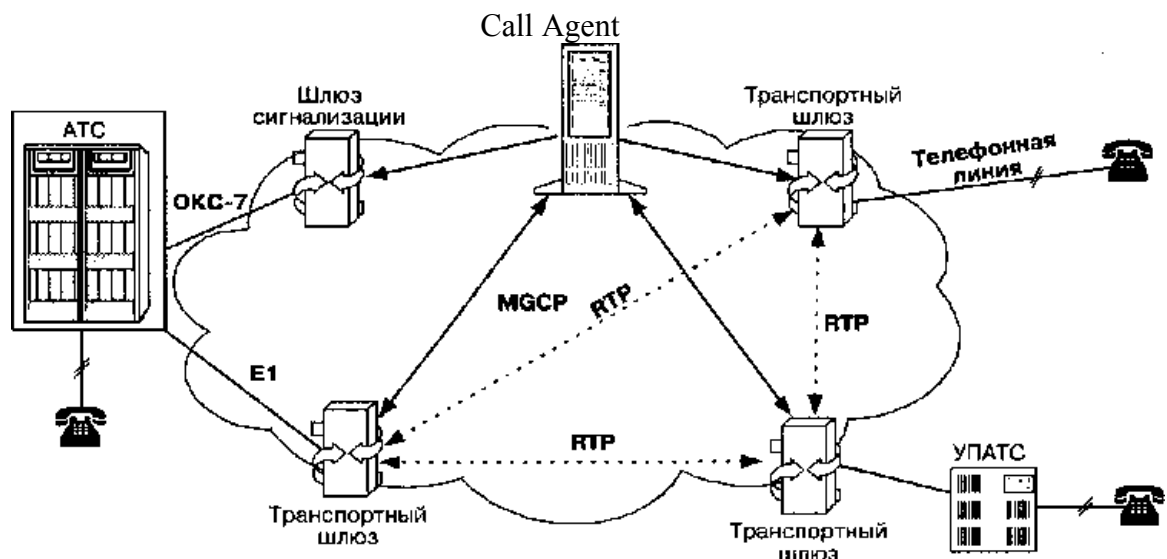 Call Agent
Шлюз
сигнализации
Транспортный
шлюз
АТС
Телефонная
линия
ОКС-7
MGCP
RTP
RTP
E1
RTP
УПАТС
Транспортный
шлюз
Транспортный
шлюз